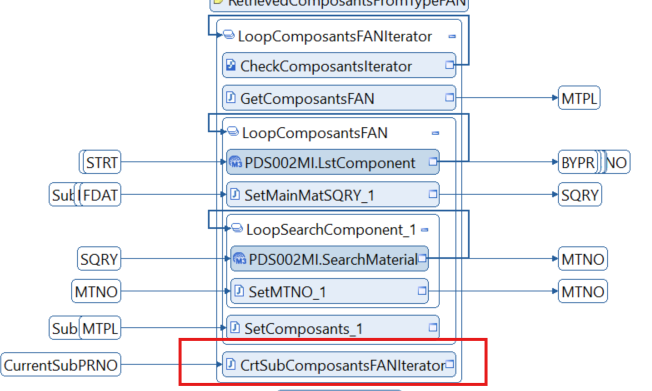 RetrievedComposantsFromTypeFAN
LoopComposantsFANIterator
CheckComposantsIterator
GetComposantsFAN MTPL
LoopComposantsFAN
STRT PDS002MI.LstComponent BYPR NO
Sub FDAT SetMainMatSQRY_1 SQRY
LoopSearchComponent_1
SQRY PDS002MI.SearchMaterial MTNO
MTNO SetMTNO_1 MTNO
Sub MTPL SetComposants_1
CurrentSubPRNO CrtSubComposantsFANIterator